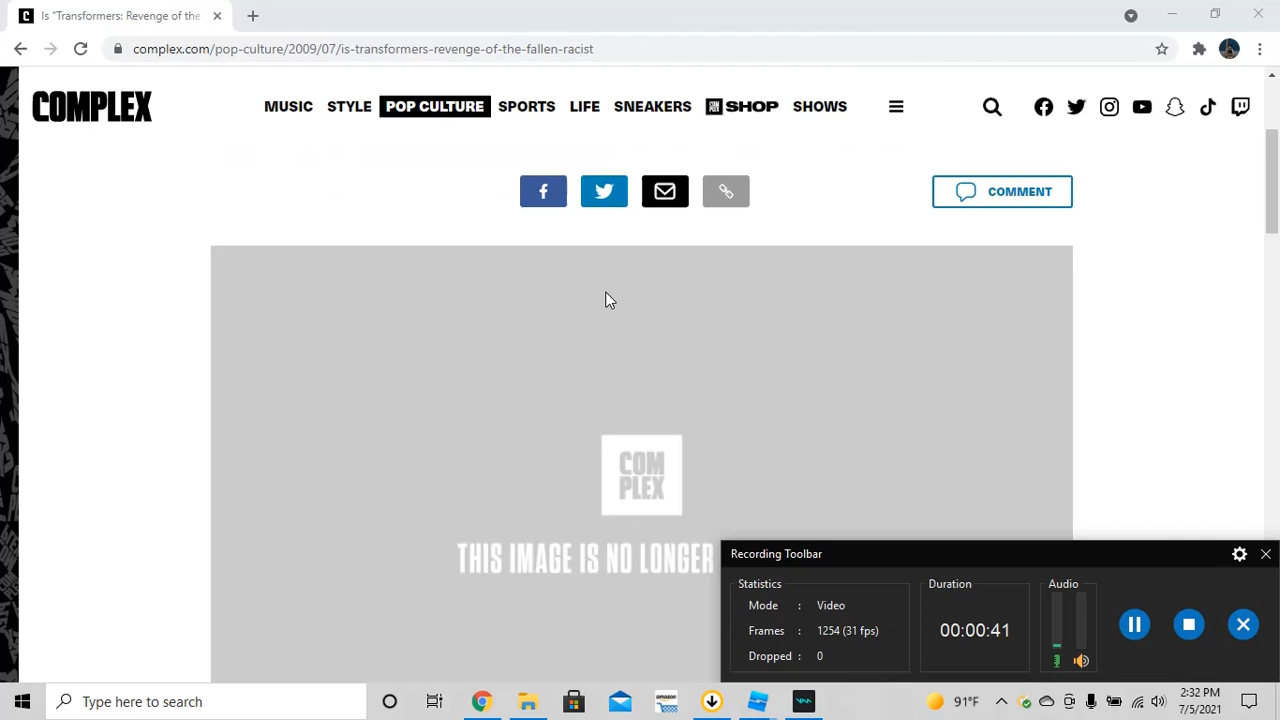 Is "Transformers: Revenge of the
complex.com/pop-culture/2009/07/is-transformers-revenge-of-the-fallen-racist
COMPLEX
MUSIC STYLE POP CULTURE SPORTS LIFE SNEAKERS COMPLEX SHOP SHOWS
COMMENT
COM
PLEX
THIS IMAGE IS NO LONGER
Recording Toolbar
Statistics Duration Audio
Mode : Video
Frames : 1254 (31 fps)
00:00:41
Dropped : 0
Type here to search
91°F
2:32 PM
7/5/2021